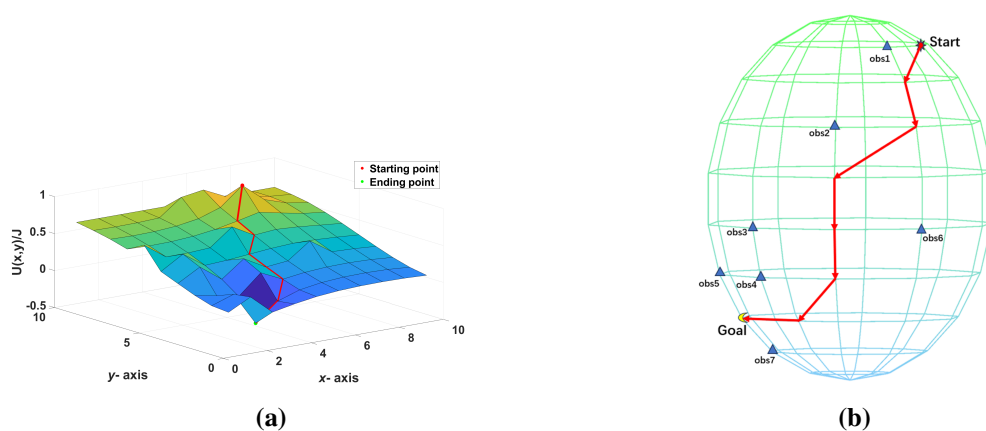 Starting point
Ending point
U(x,y)/J
1
0.5
0
-0.5
10
5
0
0
2
4
6
8
10
y- axis
x- axis
(a)
Start
obs1
obs2
obs3
obs6
obs5
obs4
Goal
obs7
(b)